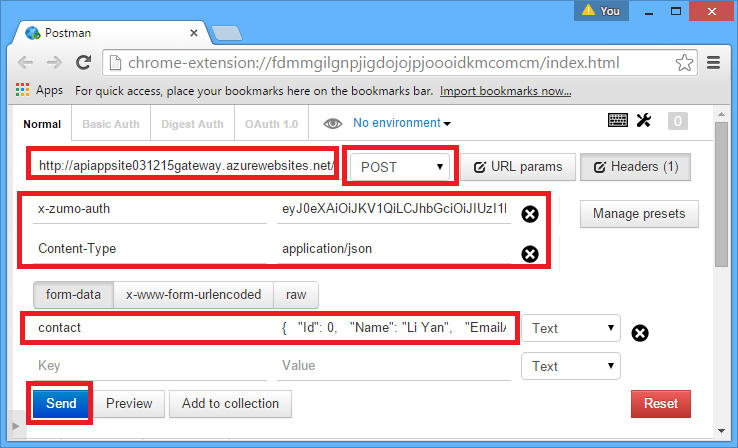 You
Postman
chrome-extension://fdmmgilgnpjigdojojpjoooidkmcomcm/index.html
Apps For quick access, place your bookmarks here on the bookmarks bar. Import bookmarks now...
Normal Basic Auth Digest Auth OAuth 1.0 No environment 0
http://apiappsite031215gateway.azurewebsites.net/ POST URL params Headers (1)
x-zumo-auth eyJ0eXAiOiJKV1QiLCJhbGciOiJIUzI1I Manage presets
Content-Type application/json
form-data x-www-form-urlencoded raw
contact { "Id": 0, "Name": "Li Yan", "Email Text
Key Value Text
Send Preview Add to collection Reset